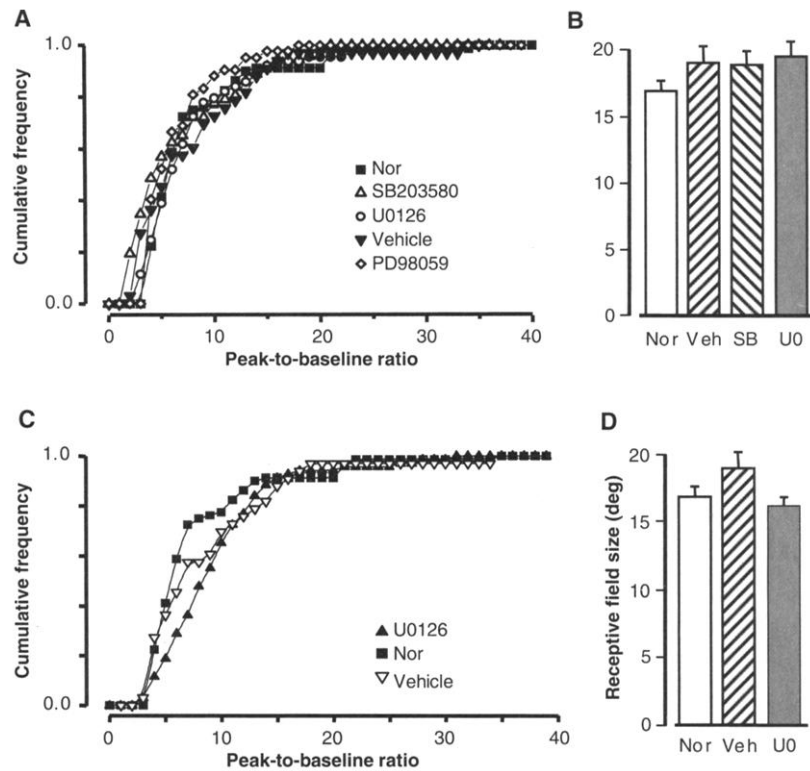 A
1.0
Cumulative frequency
0.0
Nor
SB203580
U0126
Vehicle
PD98059
0 10 20 30 40
Peak-to-baseline ratio
B
20
15
10
5
0
Nor Veh SB U0
C
1.0
Cumulative frequency
0.0
U0126
Nor
Vehicle
0 10 20 30 40
Peak-to-baseline ratio
D
Receptive field size (deg)
20
15
10
5
0
Nor Veh U0